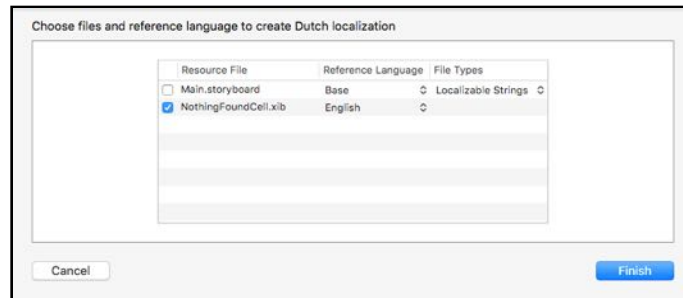 Choose files and reference language to create Dutch localization
Resource File Reference Language File Types
Main.storyboard Base Localizable Strings
NothingFoundCell.xib English
Cancel Finish